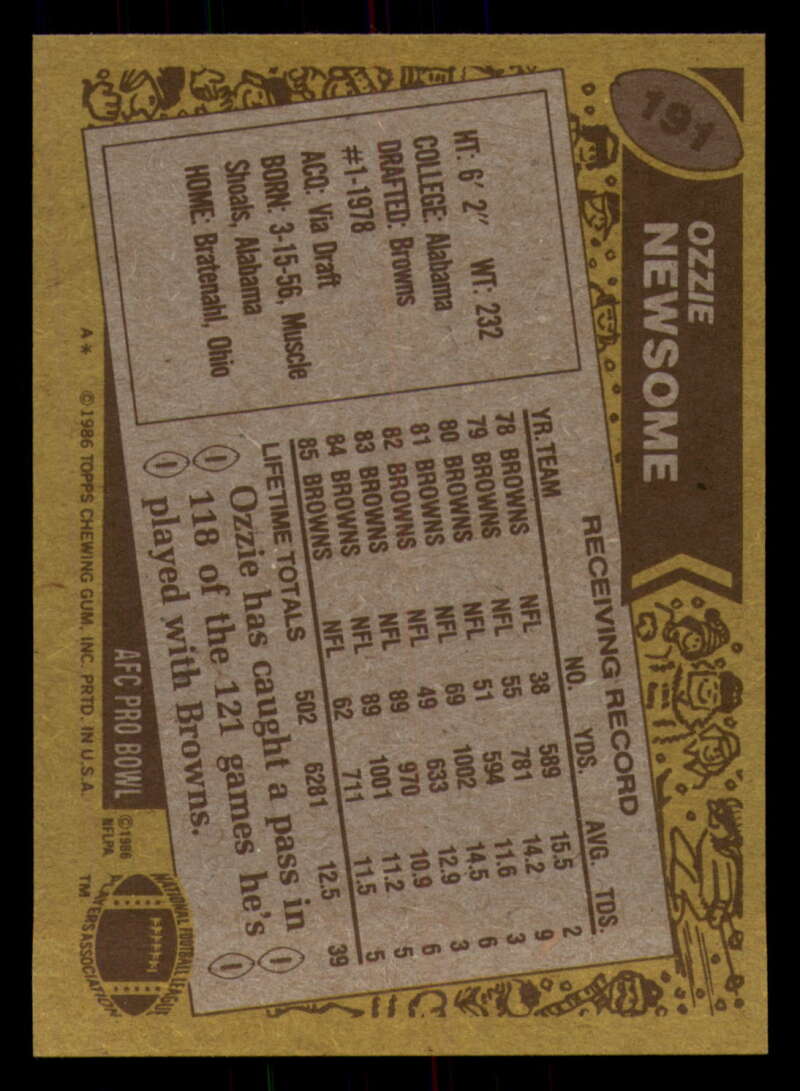 191
OZZIE
NEWSOME
HT: 6' 2" WT: 232
COLLEGE: Alabama
DRAFTED: Browns
#1-1978
ACQ: Via Draft
BORN: 3-15-56, Muscle
Shoals, Alabama
HOME: Bratenahl, Ohio
RECEIVING RECORD
YR. TEAM NO. YDS. AVG. TDS.
78 BROWNS NFL 38 589 15.5 2
79 BROWNS NFL 55 781 14.2 9
80 BROWNS NFL 51 594 11.6 3
81 BROWNS NFL 69 1002 14.5 6
82 BROWNS NFL 49 633 12.9 3
83 BROWNS NFL 89 970 10.9 6
84 BROWNS NFL 89 1001 11.2 5
85 BROWNS NFL 62 711 11.5 5
LIFETIME TOTALS 502 6281 12.5 39
Ozzie has caught a pass in
118 of the 121 games he's
played with Browns.
AFC PRO BOWL
A* ©1986 TOPPS CHEWING GUM, INC. PRTD. IN U.S.A.
©1986
NFLPA
NATIONAL FOOTBALL LEAGUE
PLAYERS ASSOCIATION
TM